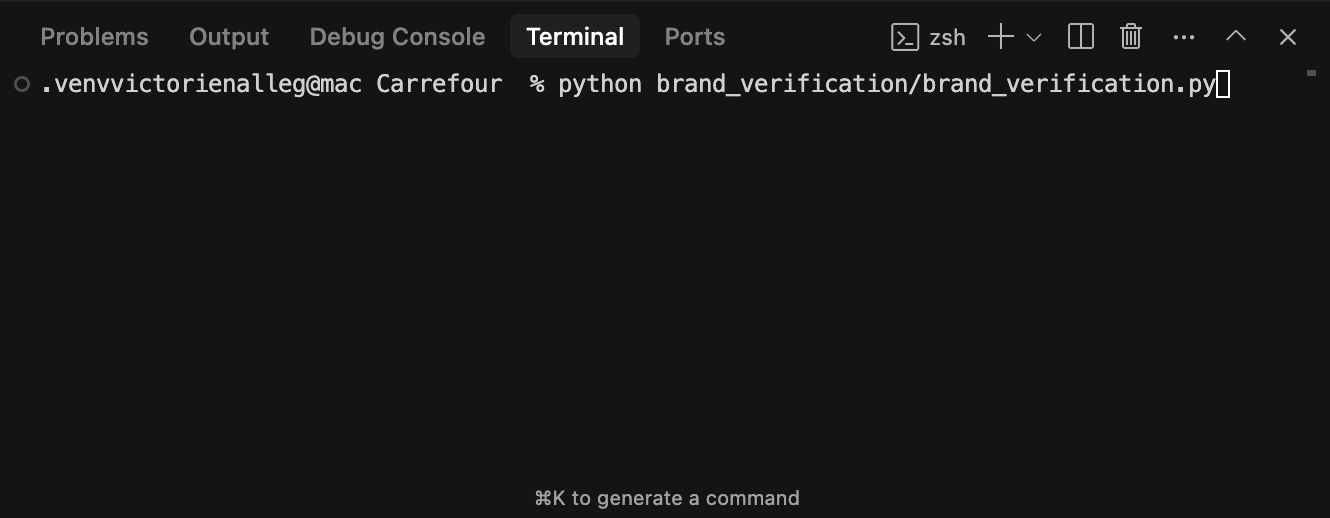 Problems Output Debug Console Terminal Ports zsh
.venvvictorienalleg@mac Carrefour  % python brand_verification/brand_verification.py
⌘K to generate a command